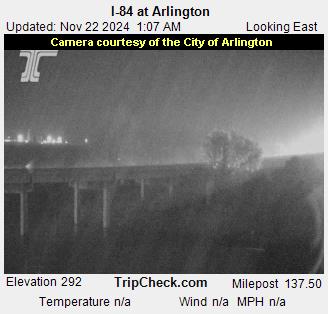 I-84 at Arlington
Updated: Nov 22 2024 1:07 AM Looking East
Camera courtesy of the City of Arlington
Elevation 292 TripCheck.com Milepost 137.50
Temperature n/a Wind n/a MPH n/a